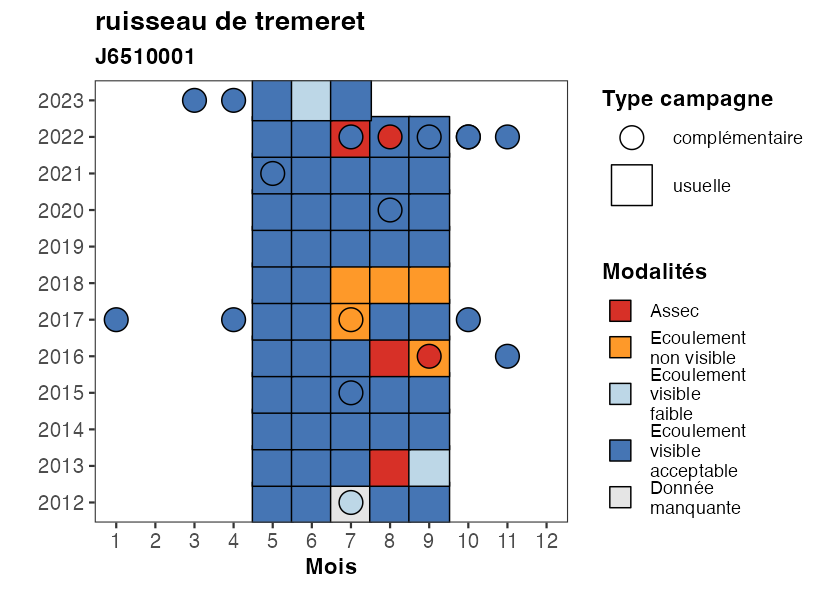 ruisseau de tremeret
J6510001
2023
2022
2021
2020
2019
2018
2017
2016
2015
2014
2013
2012
1 2 3 4 5 6 7 8 9 10 11 12
Mois
Type campagne
complémentaire
usuelle
Modalités
Assec
Ecoulement
non visible
Ecoulement
visible
faible
Ecoulement
visible
acceptable
Donnée
manquante